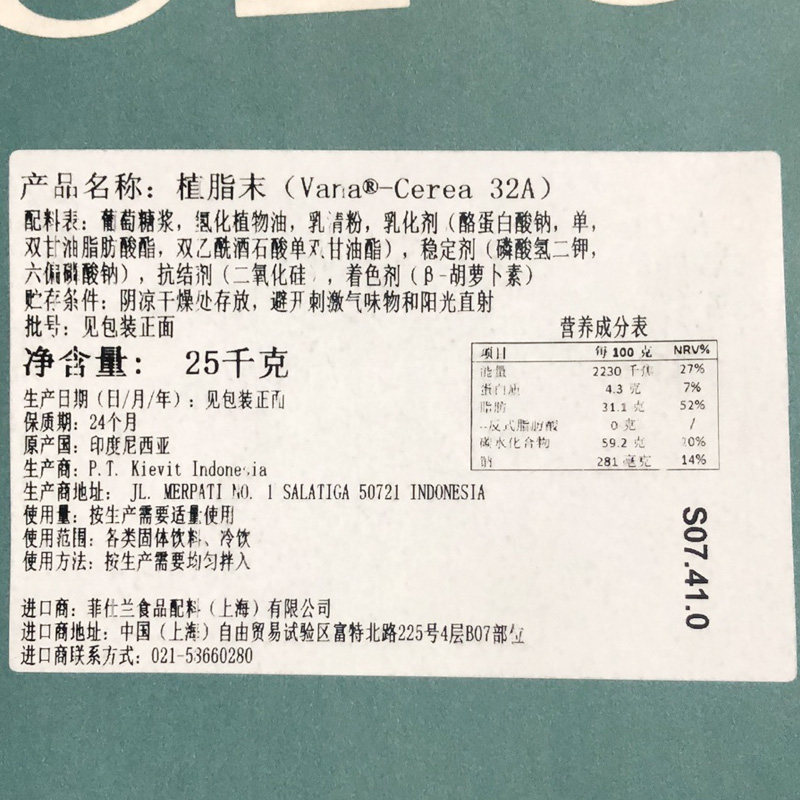 产品名称：植脂末（Vana®-Cerea 32A）
配料表：葡萄糖浆，氢化植物油，乳清粉，乳化剂（酪蛋白酸钠，单，
双甘油脂肪酸酯，双乙酰酒石酸单双甘油酯），稳定剂（磷酸氢二钾，
六偏磷酸钠），抗结剂（二氧化硅），着色剂（β-胡萝卜素）
贮存条件：阴凉干燥处存放，避开刺激气味物和阳光直射
批号：见包装正面
净含量： 25千克
生产日期（日/月/年）：见包装正面
保质期：24个月
原产国：印度尼西亚
生产商：P.T. Kievit Indonesia
生产商地址： JL. MERPATI NO. 1 SALATIGA 50721 INDONESIA
使用量：按生产需要适量使用
使用范围：各类固体饮料、冷饮
使用方法：按生产需要均匀拌入
营养成分表
项目 每 100 克 NRV%
能量 2230 千焦 27%
蛋白质 4.3 克 7%
脂肪 31.1 克 52%
--反式脂肪酸 0 克 /
碳水化合物 59.2 克 20%
钠 281 毫克 14%
S07.41.0
进口商：菲仕兰食品配料（上海）有限公司
进口商地址：中国（上海）自由贸易试验区富特北路225号4层B07部位
进口商联系方式：021-58660280